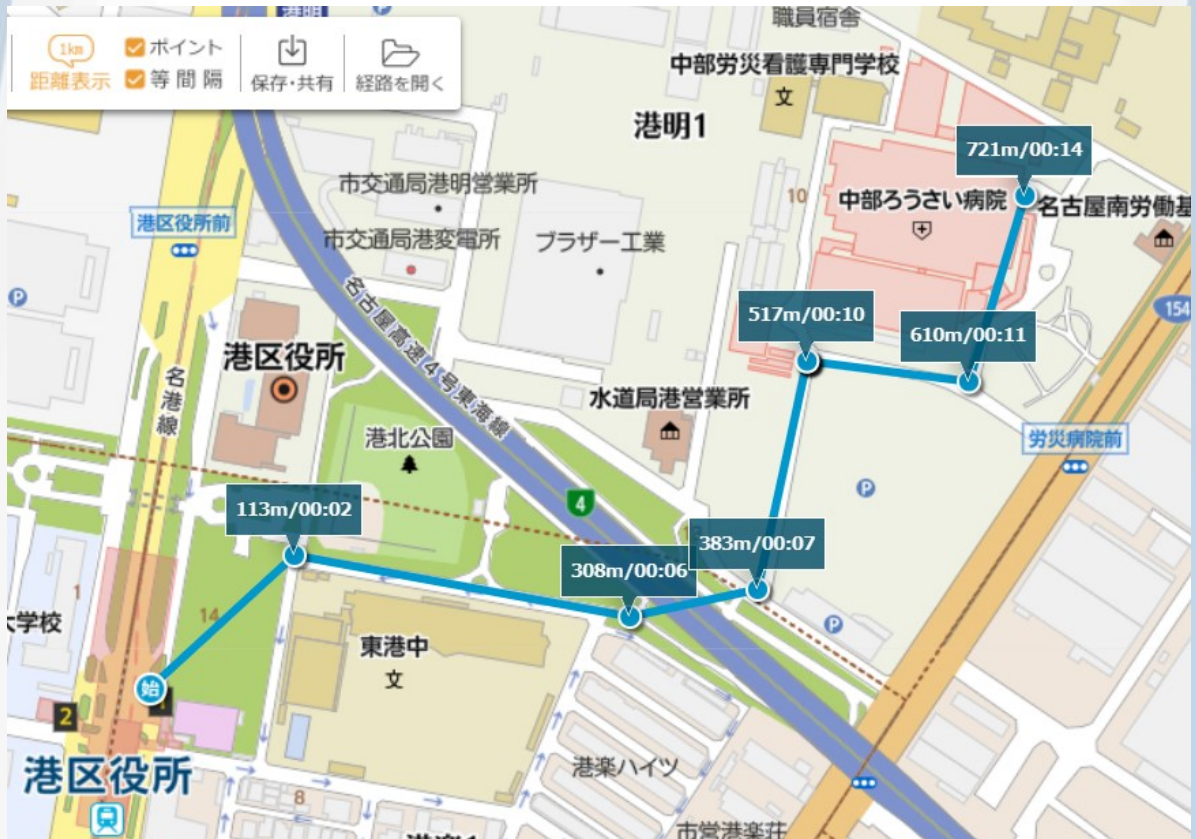 港明
職員宿舎
1km
距離表示
ポイント
等間隔
保存・共有
経路を開く
中部労災看護専門学校
文
港明1
721m/00:14
市交通局港明営業所
10
中部ろうさい病院
名古屋南労働基
港区役所前
市交通局港変電所
ブラザー工業
P
154
517m/00:10
610m/00:11
名古屋高速4号東海線
港区役所
名港線
水道局港営業所
港北公園
労災病院前
P
4
113m/00:02
383m/00:07
308m/00:06
1
14
大学校
P
東港中
文
始
1
2
港区役所
港楽ハイツ
8
港楽1
市営港楽荘